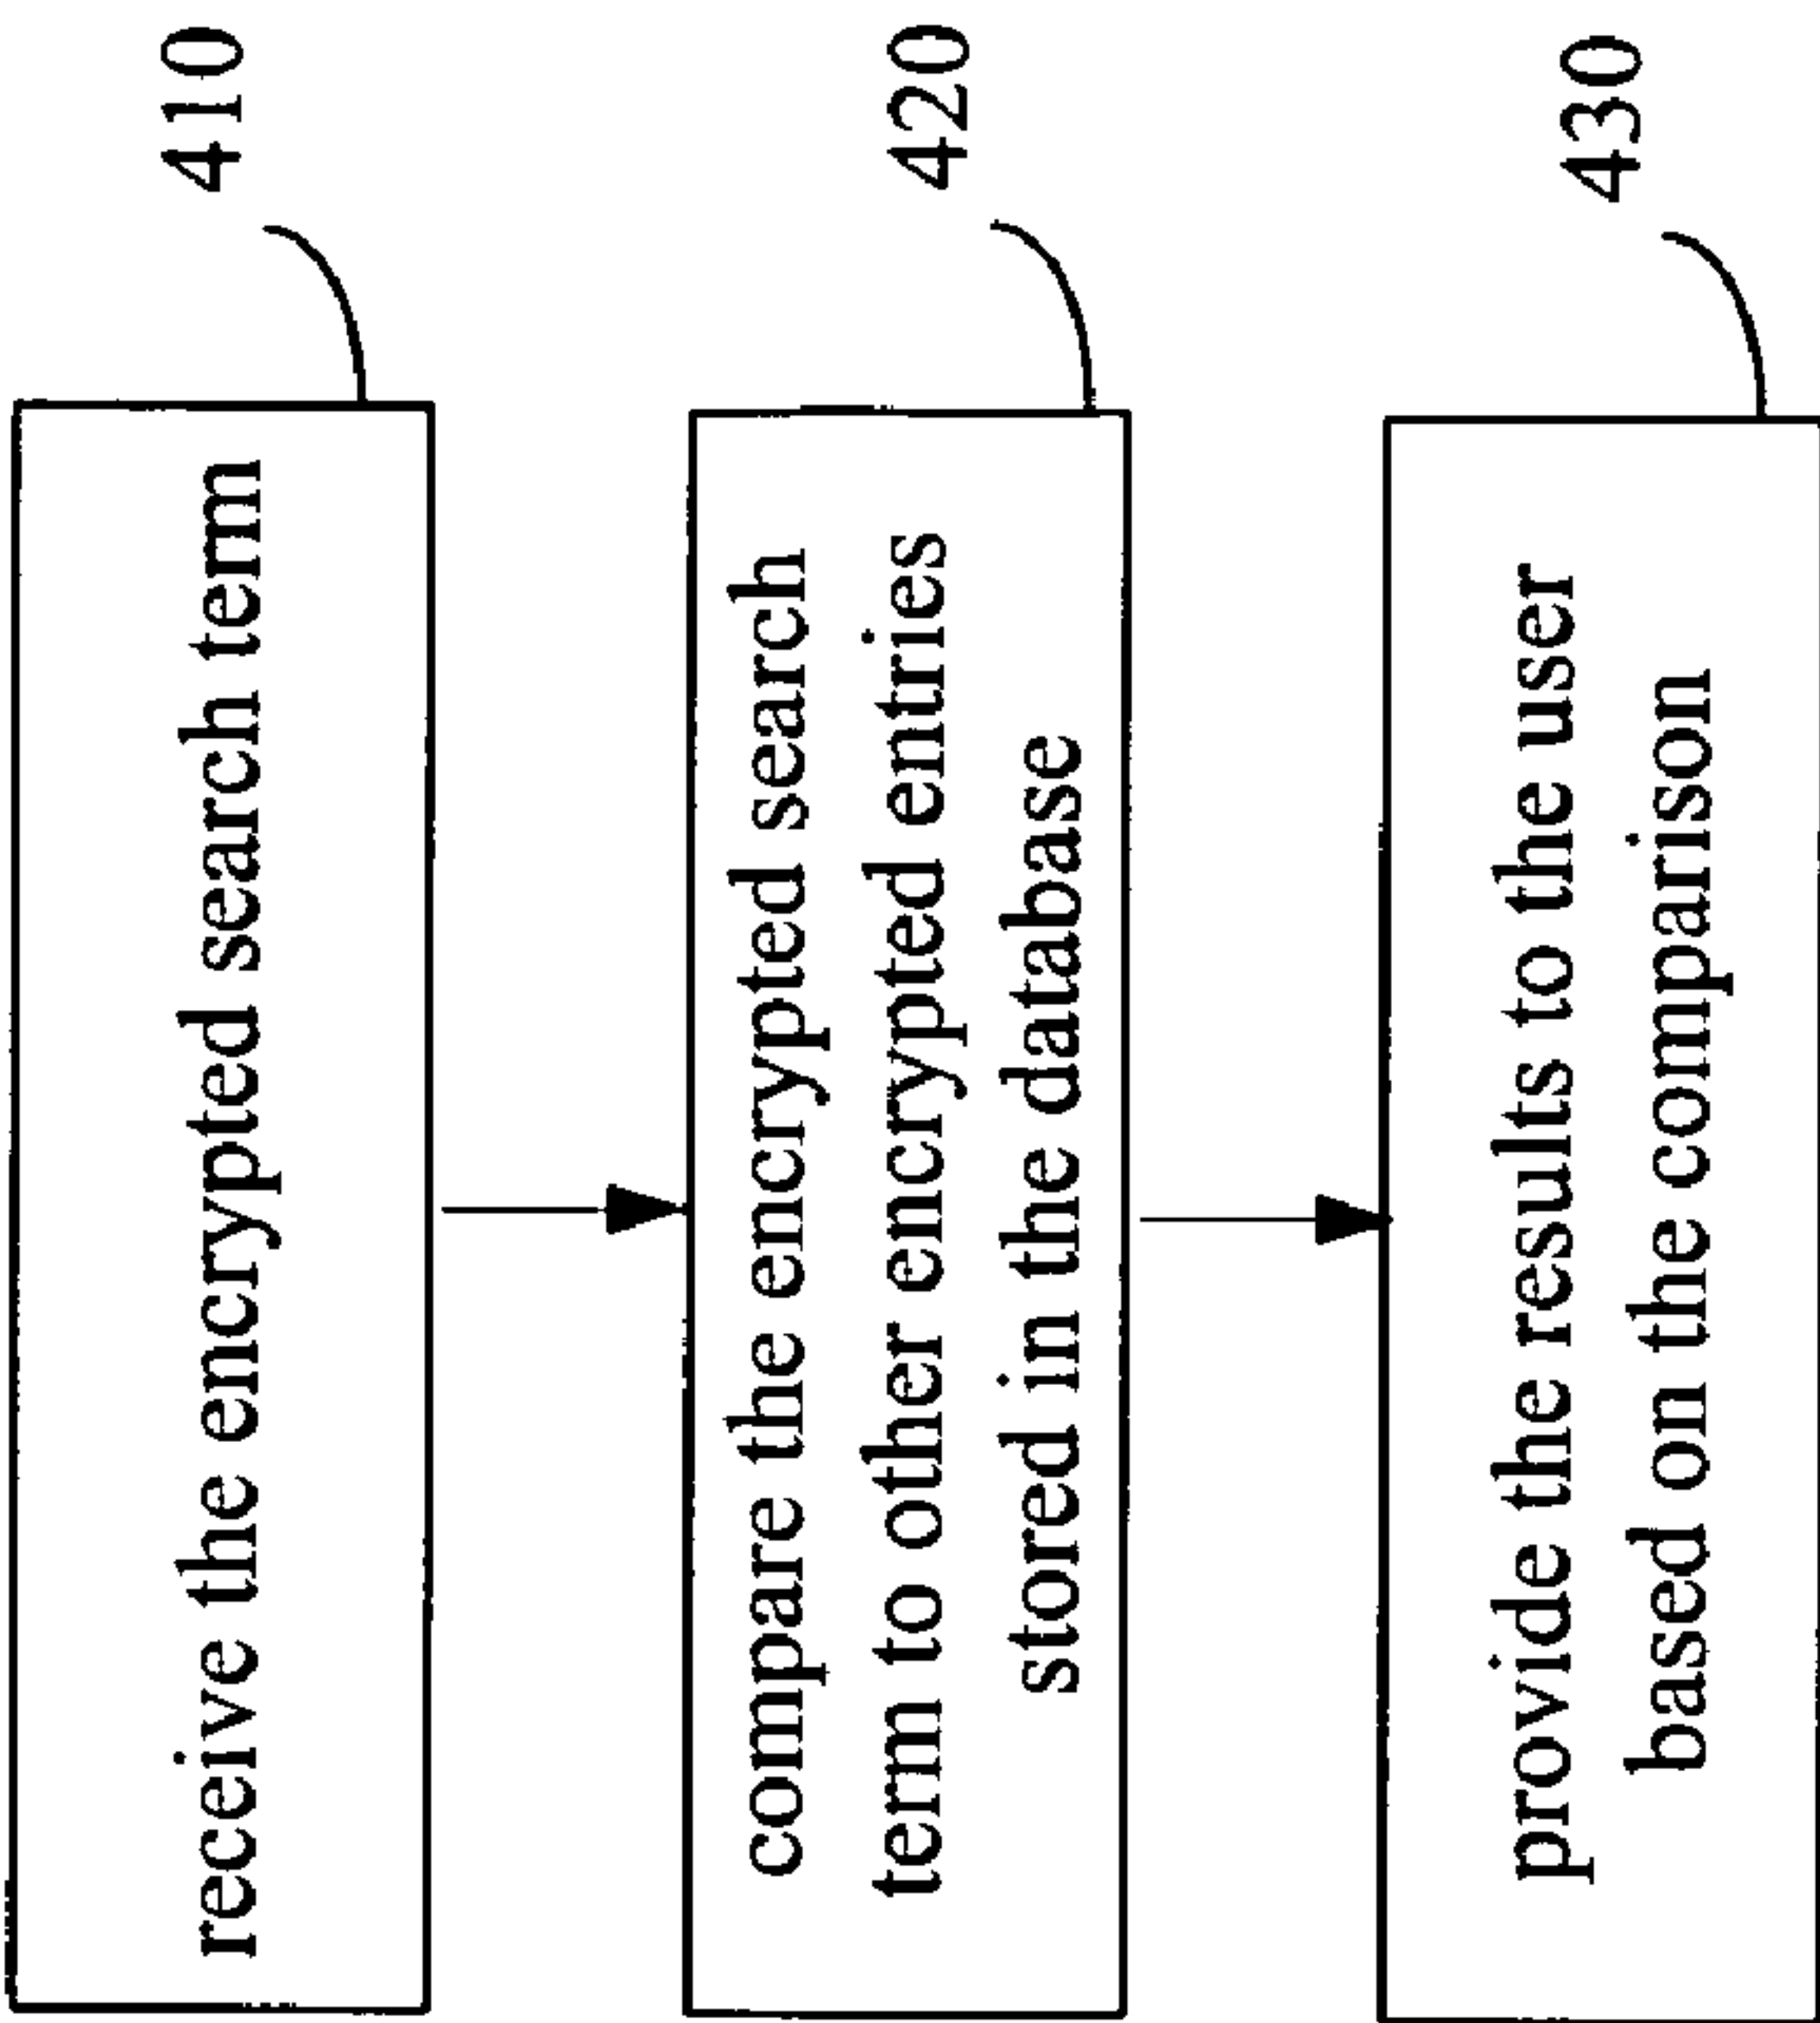 receive the encrypted search term
410
compare the encrypted search
term to other encrypted entries
stored in the database
420
provide the results to the user
based on the comparison
430